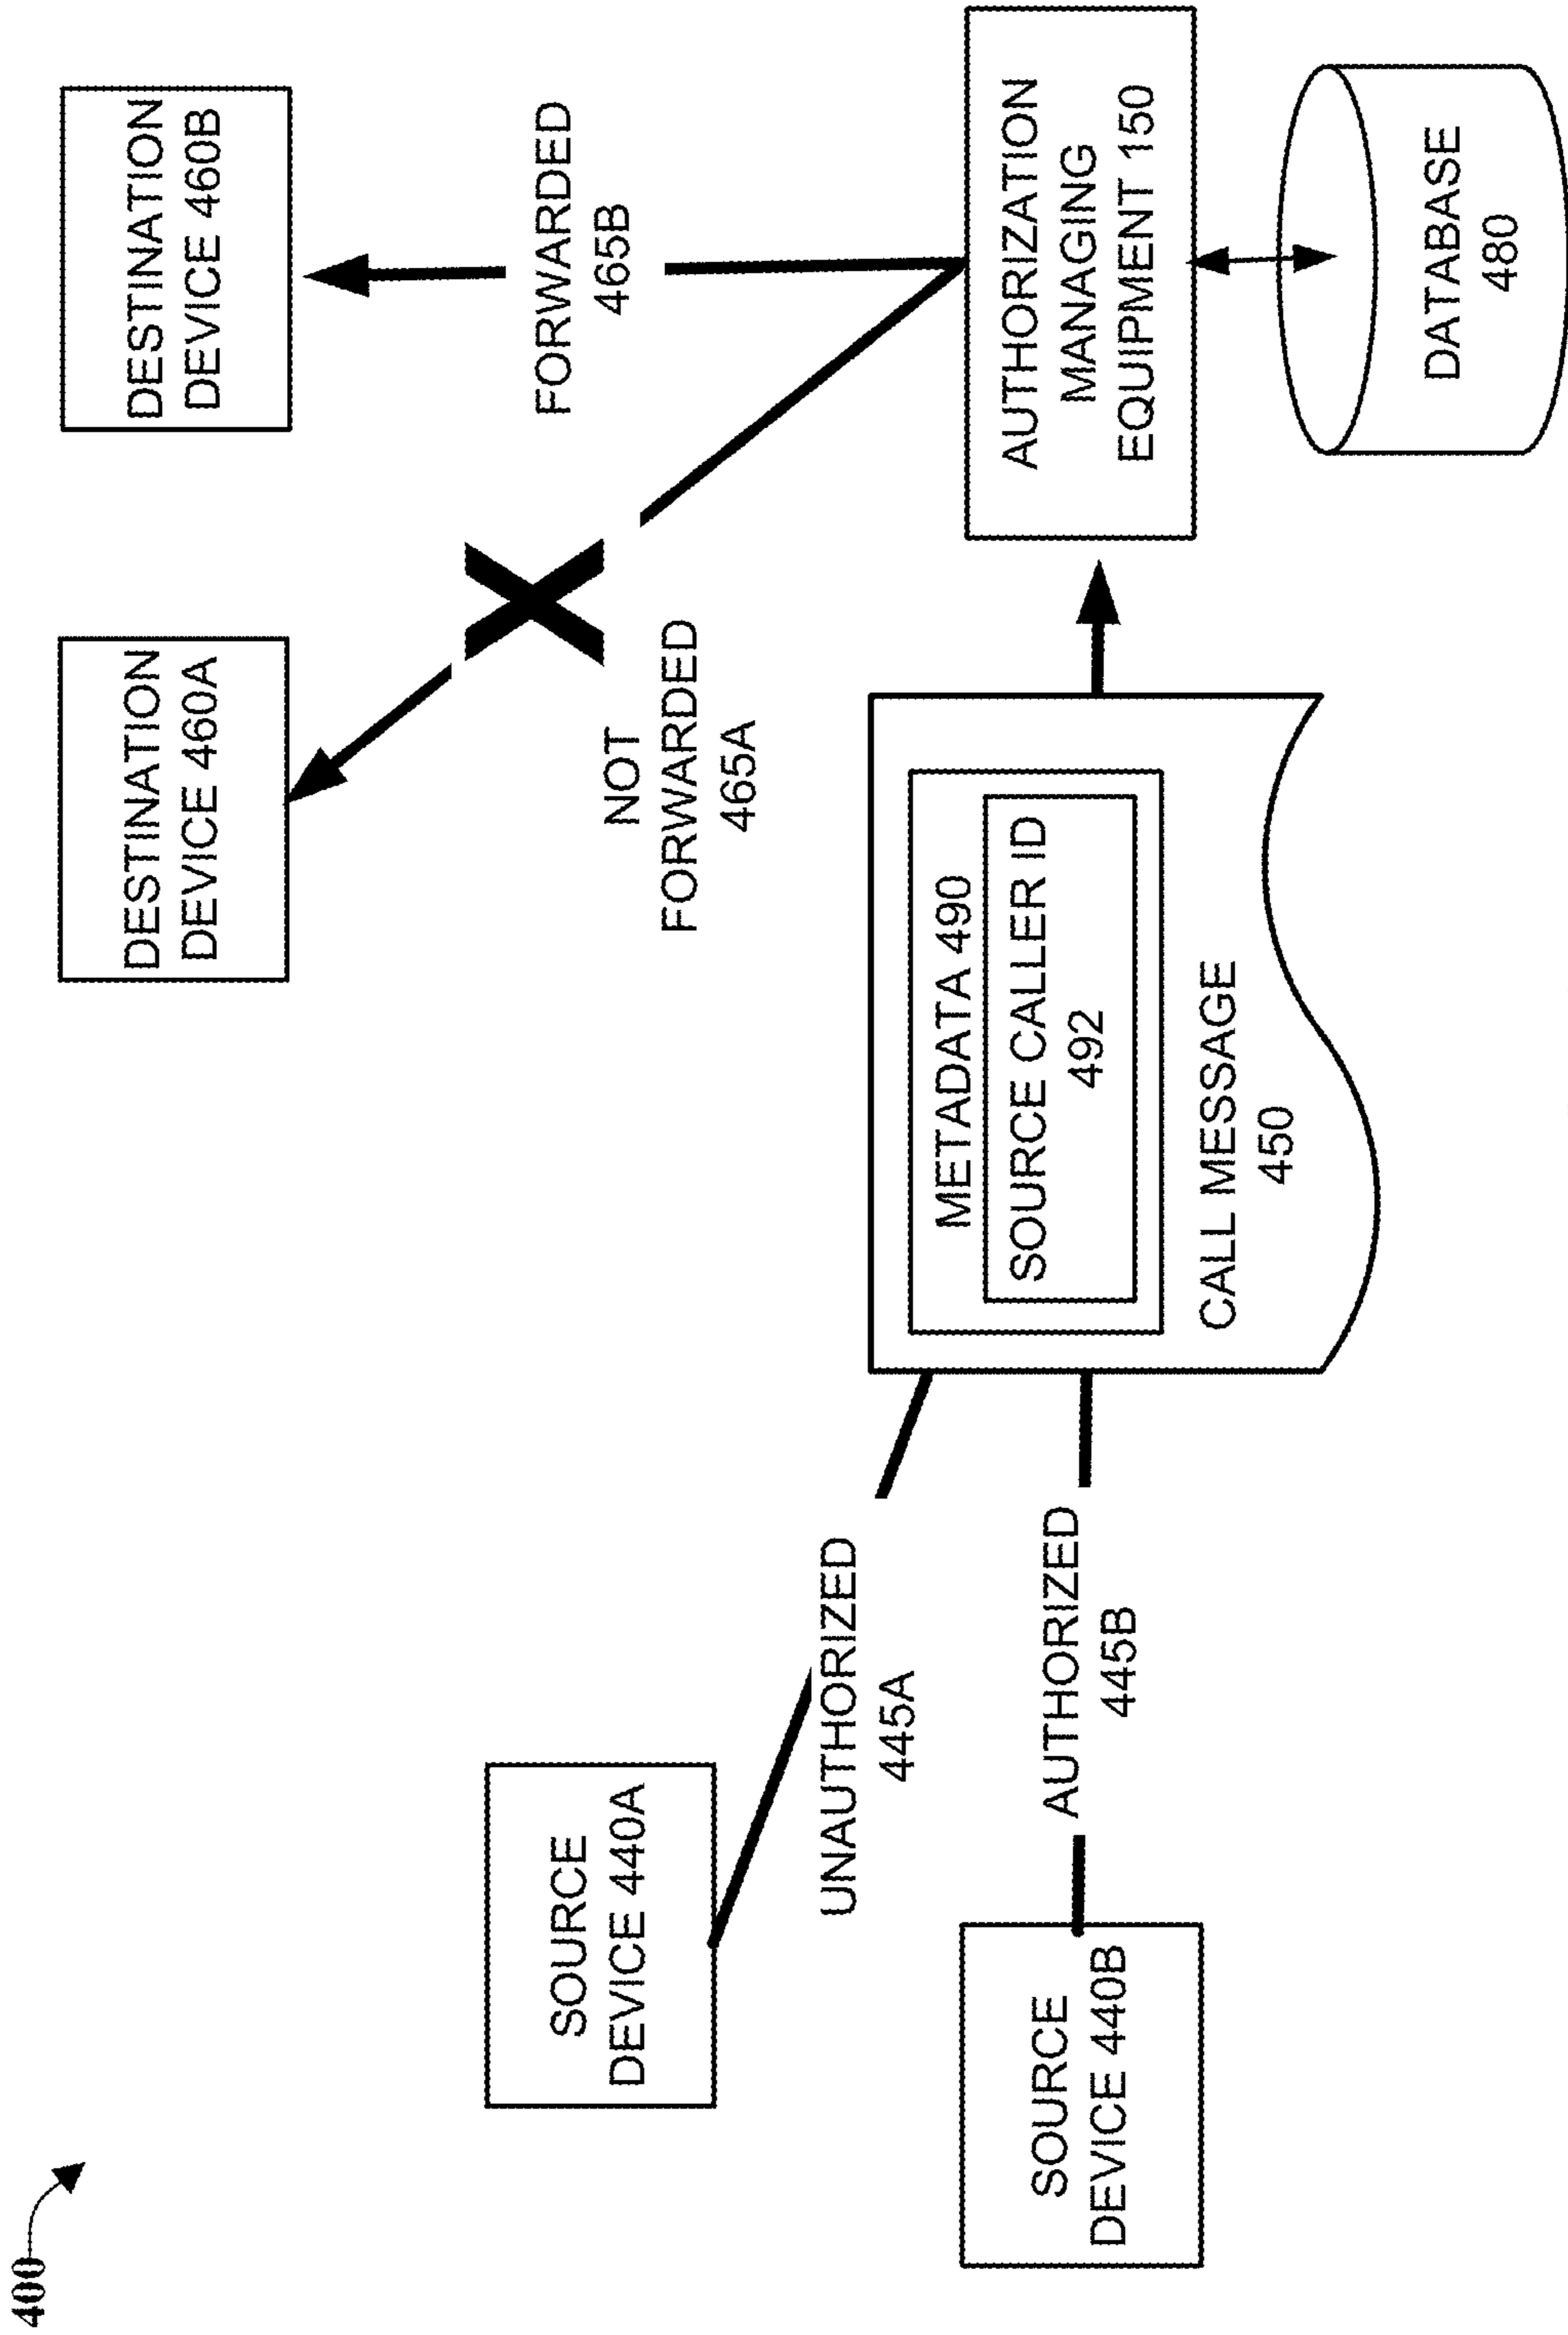 400
SOURCE
DEVICE 440A
SOURCE
DEVICE 440B
UNAUTHORIZED
445A
AUTHORIZED
445B
METADATA 490
SOURCE CALLER ID
492
CALL MESSAGE
450
DESTINATION
DEVICE 460A
NOT
FORWARDED
465A
DESTINATION
DEVICE 460B
FORWARDED
465B
AUTHORIZATION
MANAGING
EQUIPMENT 150
DATABASE
480